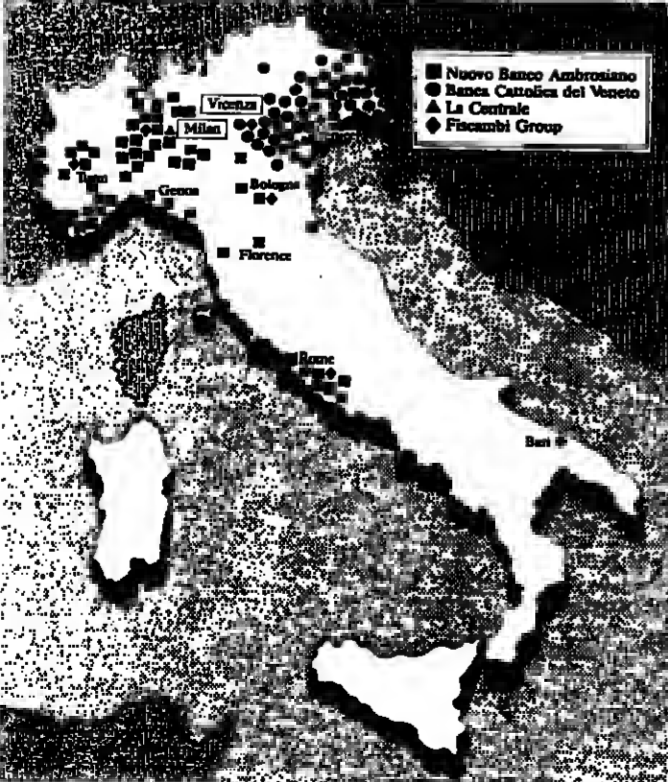 Nuovo Banco Ambrosiano
Banca Cattolica del Veneto
La Centrale
Fiscambi Group
Vicenza
Milan
Turin
Genoa
Bologna
Florence
Rome
Bari